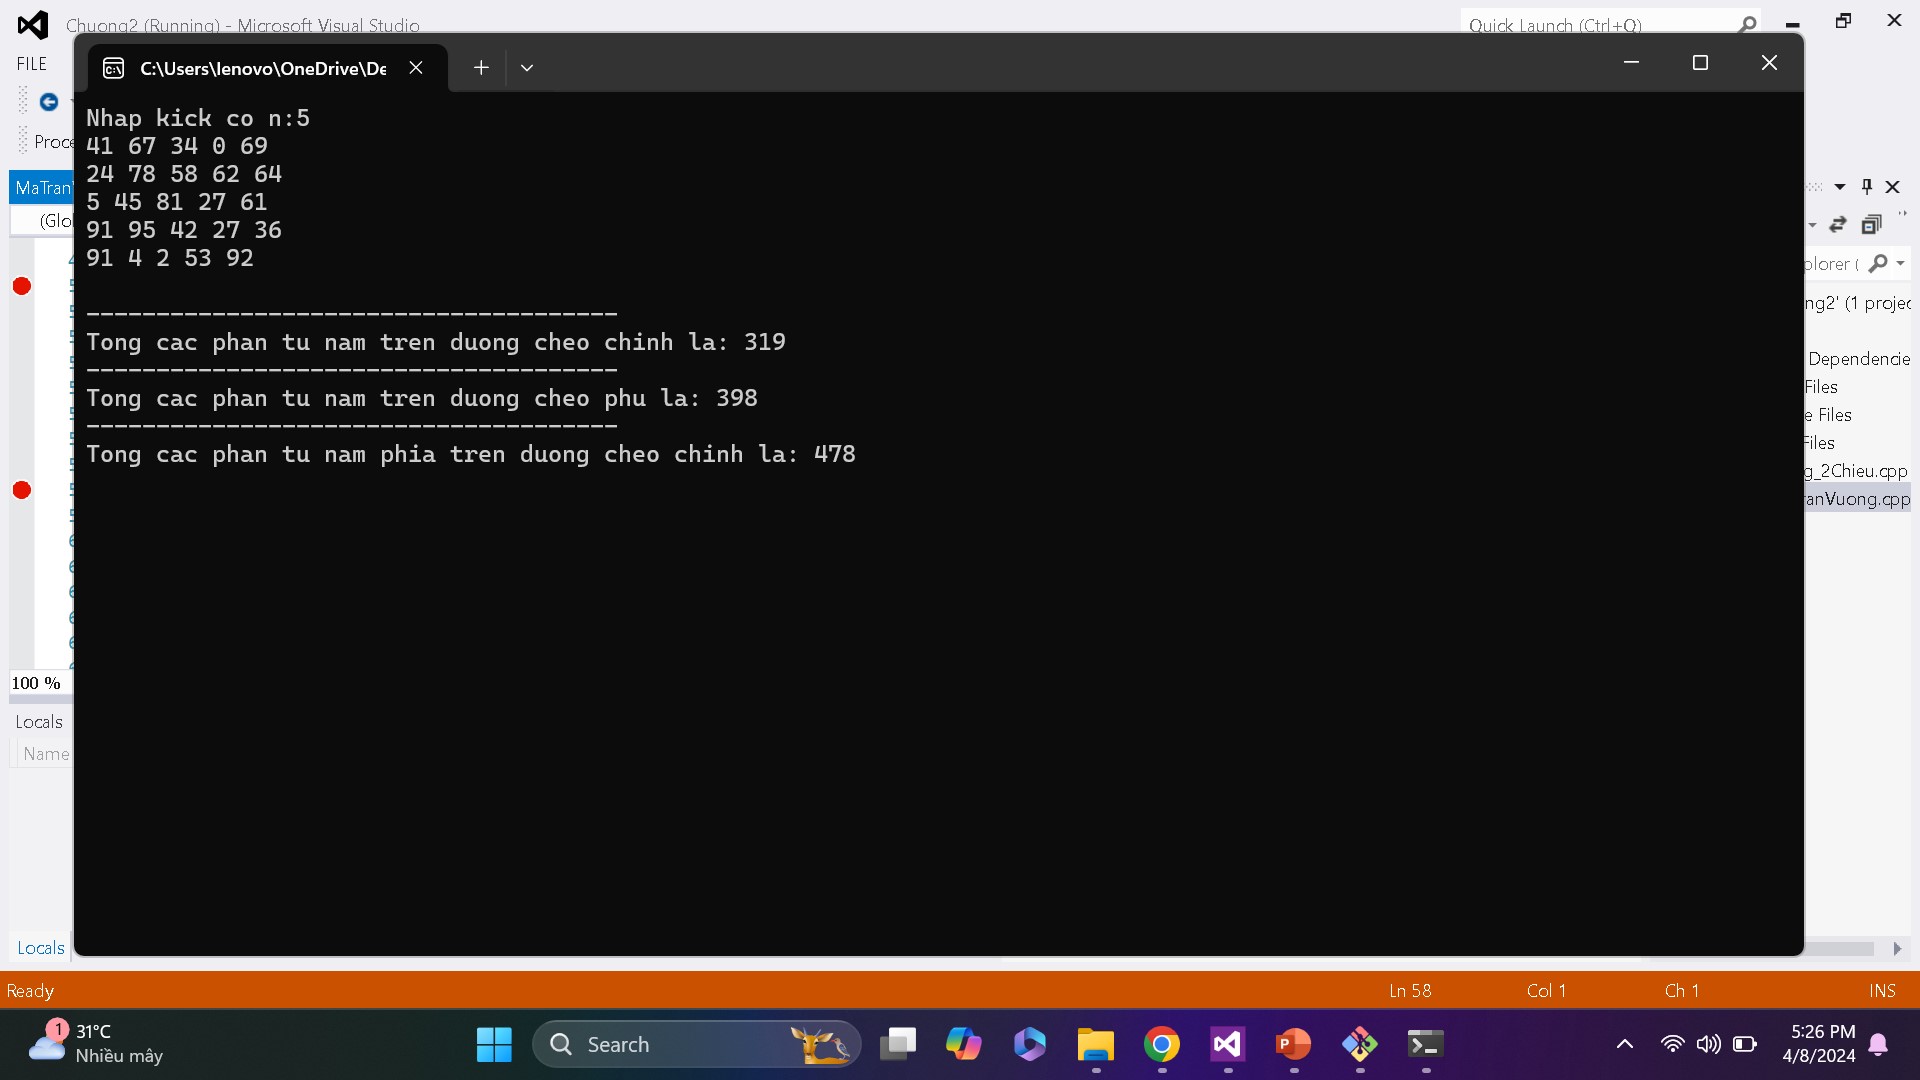 Chuong2 (Running) - Microsoft Visual Studio
Quick Launch (Ctrl+Q)
FILE
C:\Users\lenovo\OneDrive\De
Proce
MaTran
(Glo
Nhap kick co n:5
41 67 34 0 69
24 78 58 62 64
5 45 81 27 61
91 95 42 27 36
91 4 2 53 92
--------------------------------------
Tong cac phan tu nam tren duong cheo chinh la: 319
--------------------------------------
Tong cac phan tu nam tren duong cheo phu la: 398
--------------------------------------
Tong cac phan tu nam phia tren duong cheo chinh la: 478
plorer (
ng2' (1 projec
Dependencie
Files
e Files
Files
g_2Chieu.cpp
ranVuong.cpp
100 %
Locals
Name
Locals
Ready
Ln 58
Col 1
Ch 1
INS
1
31°C
Nhiều mây
Search
5:26 PM
4/8/2024